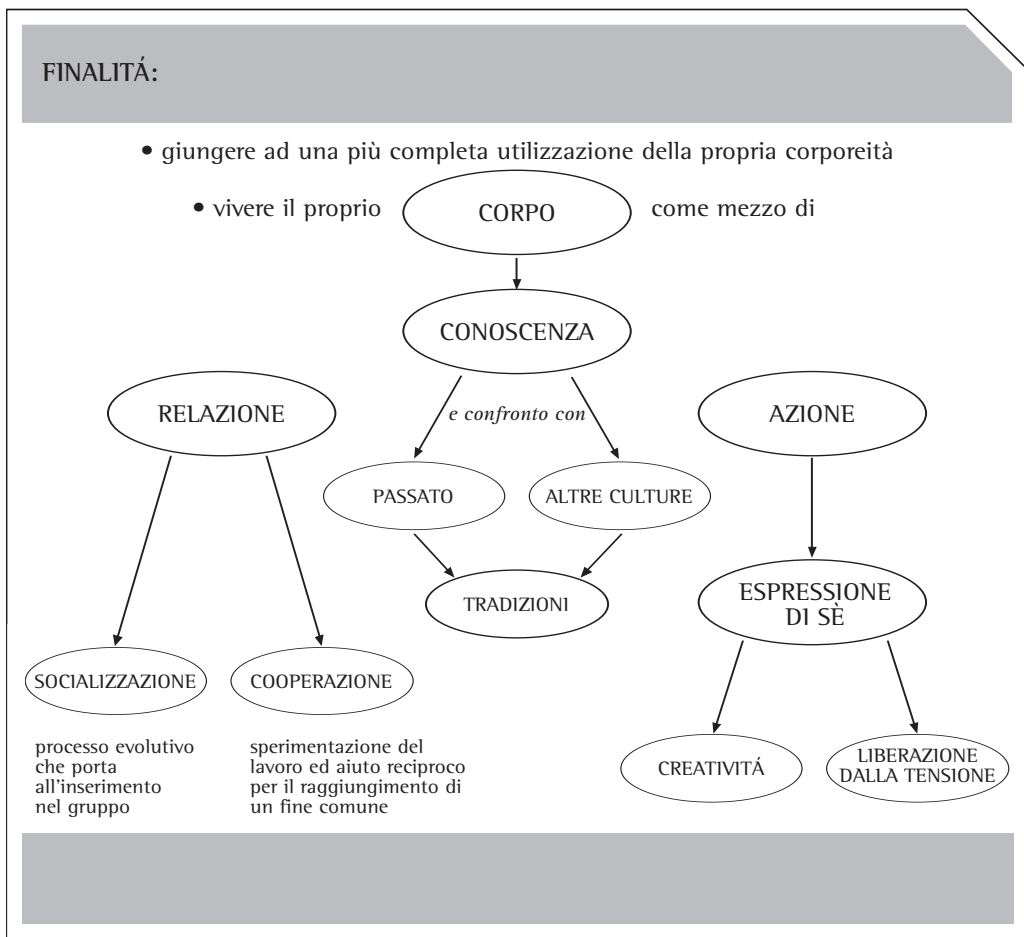 FINALITÁ:
• giungere ad una più completa utilizzazione della propria corporeità
• vivere il proprio CORPO come mezzo di
CONOSCENZA
RELAZIONE
e confronto con
AZIONE
PASSATO
ALTRE CULTURE
TRADIZIONI
ESPRESSIONE
DI SÈ
SOCIALIZZAZIONE
COOPERAZIONE
processo evolutivo
che porta
all'inserimento
nel gruppo
sperimentazione del
lavoro ed aiuto reciproco
per il raggiungimento di
un fine comune
CREATIVITÁ
LIBERAZIONE
DALLA TENSIONE